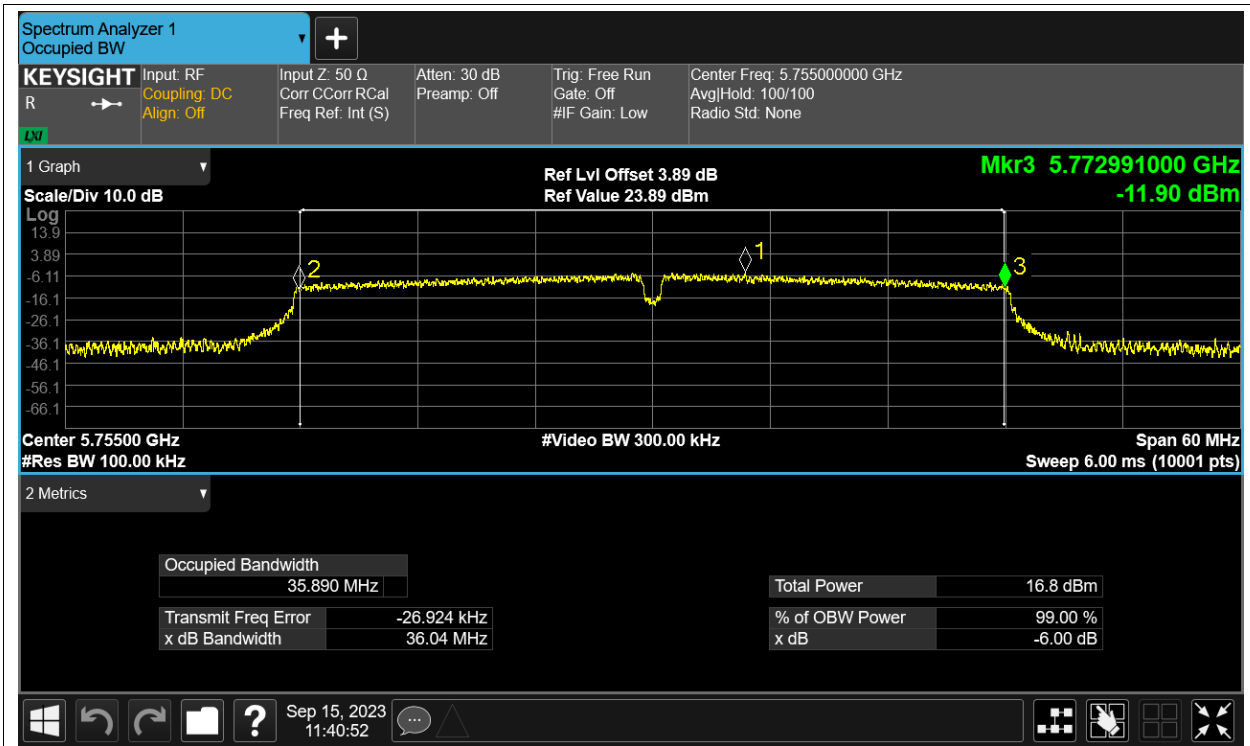 Spectrum Analyzer 1
Occupied BW
KEYSIGHT
R
LXI
Input: RF
Coupling: DC
Align: Off
Input Z: 50 Ω
Corr CCorr RCal
Freq Ref: Int (S)
Atten: 30 dB
Preamp: Off
Trig: Free Run
Gate: Off
#IF Gain: Low
Center Freq: 5.755000000 GHz
Avg|Hold: 100/100
Radio Std: None
1 Graph
Scale/Div 10.0 dB
Ref Lvl Offset 3.89 dB
Ref Value 23.89 dBm
Mkr3 5.772991000 GHz
-11.90 dBm
Log
13.9
3.89
-6.11
-16.1
-26.1
-36.1
-46.1
-56.1
-66.1
2
1
3
Center 5.75500 GHz
#Res BW 100.00 kHz
#Video BW 300.00 kHz
Span 60 MHz
Sweep 6.00 ms (10001 pts)
2 Metrics
Occupied Bandwidth
35.890 MHz
Transmit Freq Error -26.924 kHz
x dB Bandwidth 36.04 MHz
Total Power 16.8 dBm
% of OBW Power 99.00 %
x dB -6.00 dB
?
Sep 15, 2023
11:40:52